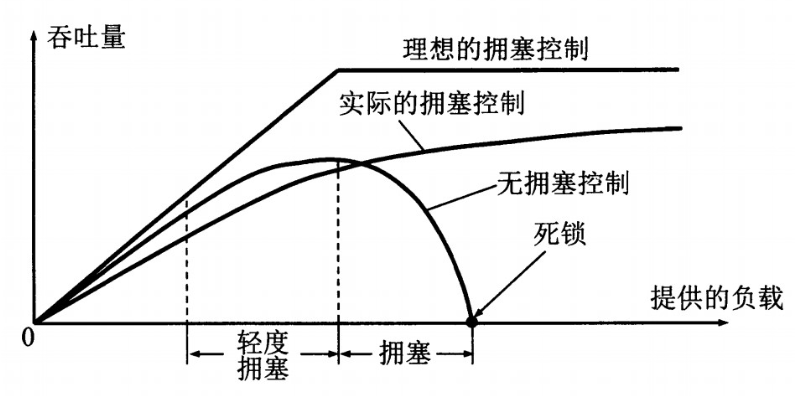 吞吐量
理想的拥塞控制
实际的拥塞控制
无拥塞控制
死锁
提供的负载
0
轻度
拥塞
拥塞